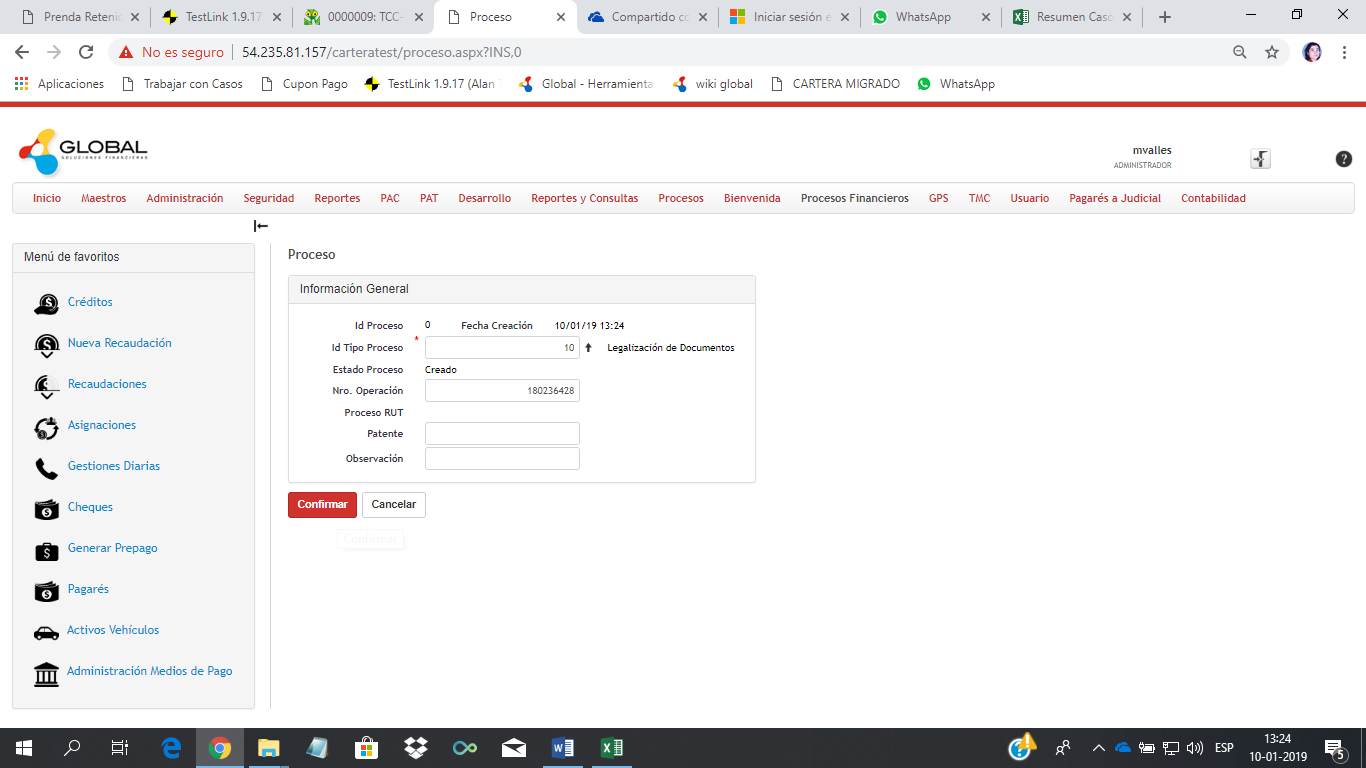 Prenda Retenic
TestLink 1.9.17
0000009: TCC-
Proceso
Compartido co
Iniciar sesión e
WhatsApp
Resumen Caso
No es seguro
54.235.81.157/carteratest/proceso.aspx?INS,0
Aplicaciones
Trabajar con Casos
Cupon Pago
TestLink 1.9.17 (Alan
Global - Herramienta
wiki global
CARTERA MIGRADO
WhatsApp
GLOBAL
SOLUCIONES FINANCIERAS
mvalles
ADMINISTRADOR
Inicio Maestros Administración Seguridad Reportes PAC PAT Desarrollo Reportes y Consultas Procesos Bienvenida Procesos Financieros GPS TMC Usuario Pagarés a Judicial Contabilidad
Menú de favoritos
Créditos
Nueva Recaudación
Recaudaciones
Asignaciones
Gestiones Diarias
Cheques
Generar Prepago
Pagarés
Activos Vehículos
Administración Medios de Pago
Proceso
Información General
Id Proceso 0 Fecha Creación 10/01/19 13:24
Id Tipo Proceso * 10 Legalización de Documentos
Estado Proceso Creado
Nro. Operación 180236428
Proceso RUT
Patente
Observación
Confirmar Cancelar
Confirmar
ESP
13:24
10-01-2019
5